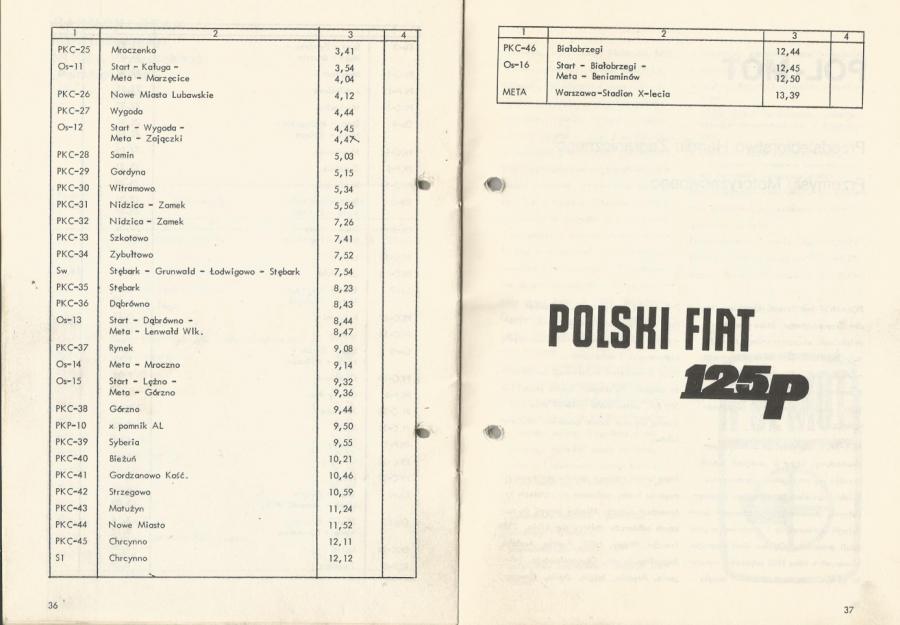 1 2 3 4
PKC-25 Mroczenko 3,41
Os-11 Start - Kaługa - 3,54
Meta - Marzęcice 4,04
PKC-26 Nowe Miasto Lubawskie 4,12
PKC-27 Wygoda 4,44
Os-12 Start - Wygoda - 4,45
Meta - Zajączki 4,47
PKC-28 Samin 5,03
PKC-29 Gardyna 5,15
PKC-30 Witramowo 5,34
PKC-31 Nidzica - Zamek 5,56
PKC-32 Nidzica - Zamek 7,26
PKC-33 Szkotowo 7,41
PKC-34 Zybułtowo 7,52
Sw Stębark - Grunwald - Łodwigowo - Stębark 7,54
PKC-35 Stębark 8,23
PKC-36 Dąbrówno 8,43
Os-13 Start - Dąbrówno - 8,44
Meta - Lenwałd Wlk. 8,47
PKC-37 Rynek 9,08
Os-14 Meta - Mroczno 9,14
Os-15 Start - Lężno - 9,32
Meta - Górzno 9,36
PKC-38 Górzno 9,44
PKP-10 x pomnik AL 9,50
PKC-39 Syberia 9,55
PKC-40 Bieżuń 10,21
PKC-41 Gordzanowo Kość. 10,46
PKC-42 Strzegowo 10,59
PKC-43 Matużyn 11,24
PKC-44 Nowe Miasto 11,52
PKC-45 Chrcynno 12,11
S1 Chrcynno 12,12
36
1 2 3 4
PKC-46 Białobrzegi 12,44
Os-16 Start - Białobrzegi - 12,45
Meta - Beniaminów 12,50
META Warszawa-Stadion X-lecia 13,39
POLSKI FIAT
125p
37